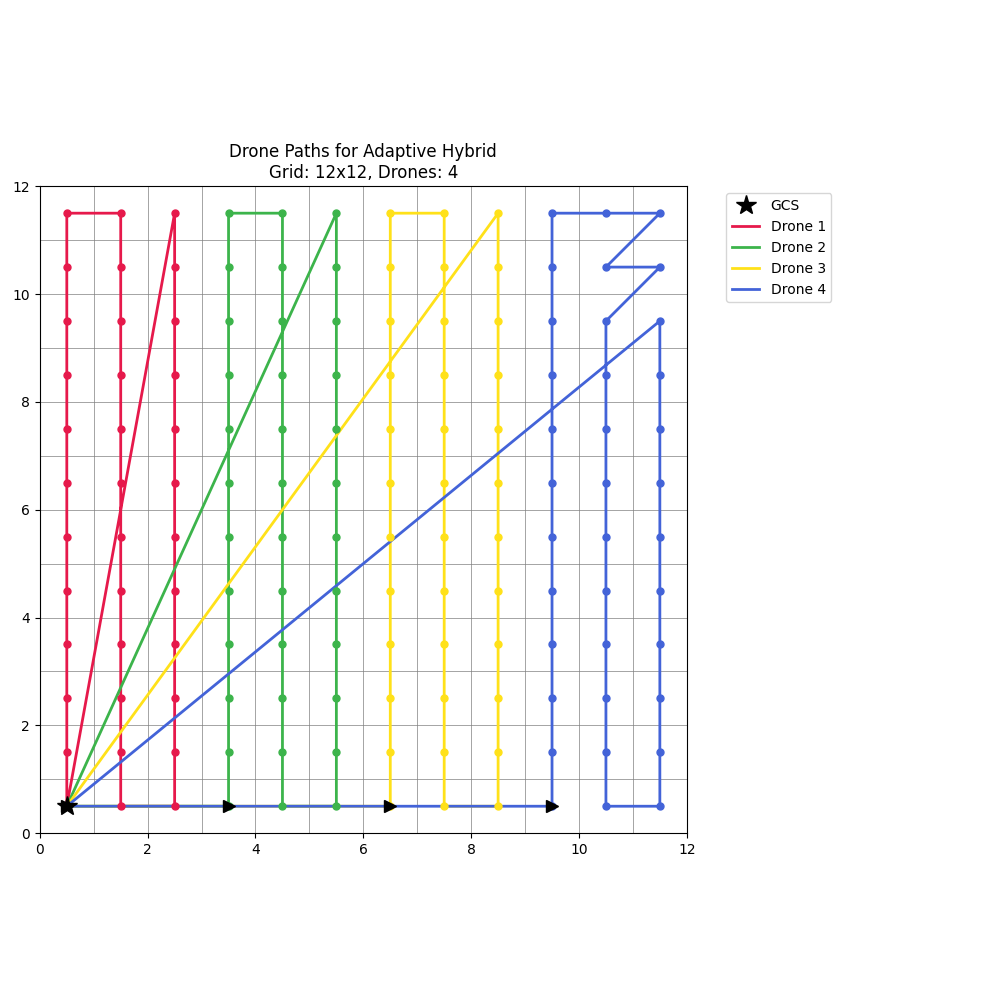 Drone Paths for Adaptive Hybrid
Grid: 12x12, Drones: 4
12
10
8
6
4
2
0
0 2 4 6 8 10 12
GCS
Drone 1
Drone 2
Drone 3
Drone 4